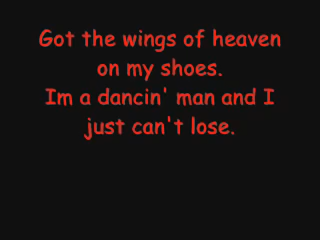 Got the wings of heaven
on my shoes.
Im a dancin' man and I
just can't lose.